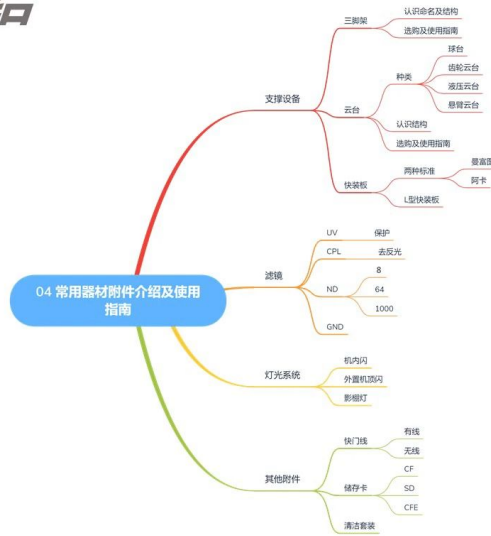 三脚架
认识命名及结构
选购及使用指南
支撑设备
云台
种类
球台
齿轮云台
液压云台
悬臂云台
认识结构
选购及使用指南
快装板
两种标准
曼富图
阿卡
L型快装板
04 常用器材附件介绍及使用
指南
滤镜
UV
保护
CPL
去反光
ND
8
64
1000
GND
灯光系统
机内闪
外置机顶闪
影棚灯
其他附件
快门线
有线
无线
储存卡
CF
SD
CFE
清洁套装